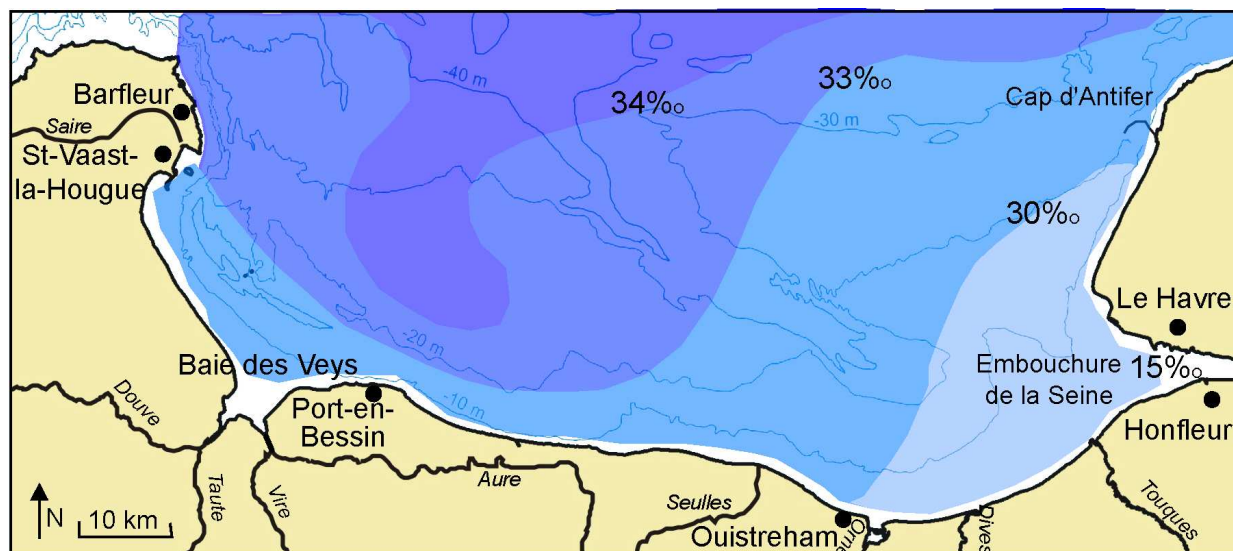 Barfleur
Saire
St-Vaast-
la-Hougue
-40 m
34‰
33‰
-30 m
Cap d'Antifer
30‰
Le Havre
-20 m
Baie des Veys
Embouchure
de la Seine
15‰
Honfleur
Douve
-10 m
Port-en-
Bessin
Taute
Vire
Aure
Seulles
Ouistreham
Orne
Dives
Touques
N
10 km